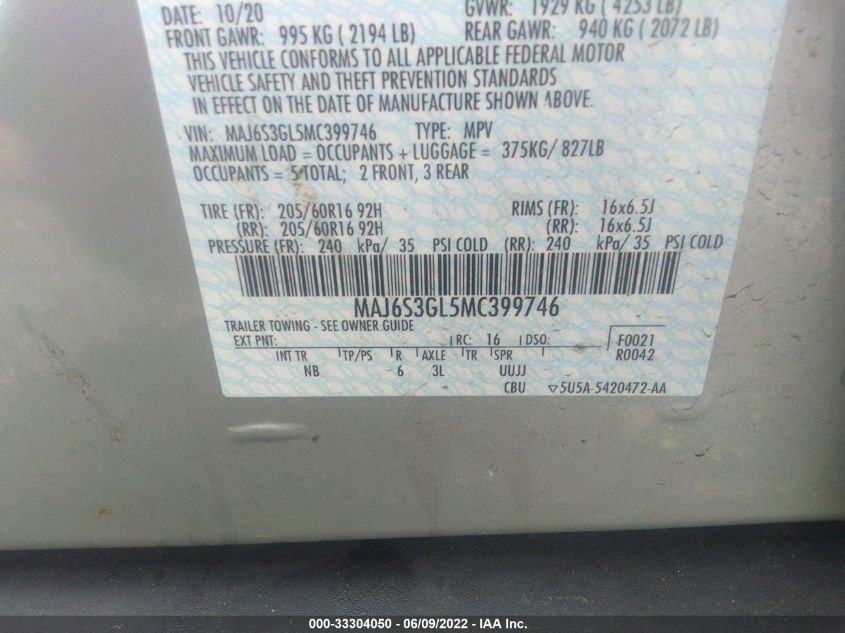 DATE: 10/20 GVWR: 1929 KG ( 4253 LB)
FRONT GAWR: 995 KG ( 2194 LB) REAR GAWR: 940 KG ( 2072 LB)
THIS VEHICLE CONFORMS TO ALL APPLICABLE FEDERAL MOTOR
VEHICLE SAFETY AND THEFT PREVENTION STANDARDS
IN EFFECT ON THE DATE OF MANUFACTURE SHOWN ABOVE.
VIN: MAJ6S3GL5MC399746 TYPE: MPV
MAXIMUM LOAD = OCCUPANTS + LUGGAGE = 375KG/ 827LB
OCCUPANTS = 5 TOTAL; 2 FRONT, 3 REAR
TIRE (FR): 205/60R16 92H RIMS (FR): 16x6.5J
(RR): 205/60R16 92H (RR): 16x6.5J
PRESSURE (FR): 240 kPa/ 35 PSI COLD (RR): 240 kPa/ 35 PSI COLD
MAJ6S3GL5MC399746
TRAILER TOWING - SEE OWNER GUIDE
EXT PNT: RC: 16 DSO: F0021
INT TR TP/PS R AXLE TR SPR R0042
NB 6 3L UUJJ
CBU ▽5U5A-5420472-AA
000-33304050 - 06/09/2022 - IAA Inc.